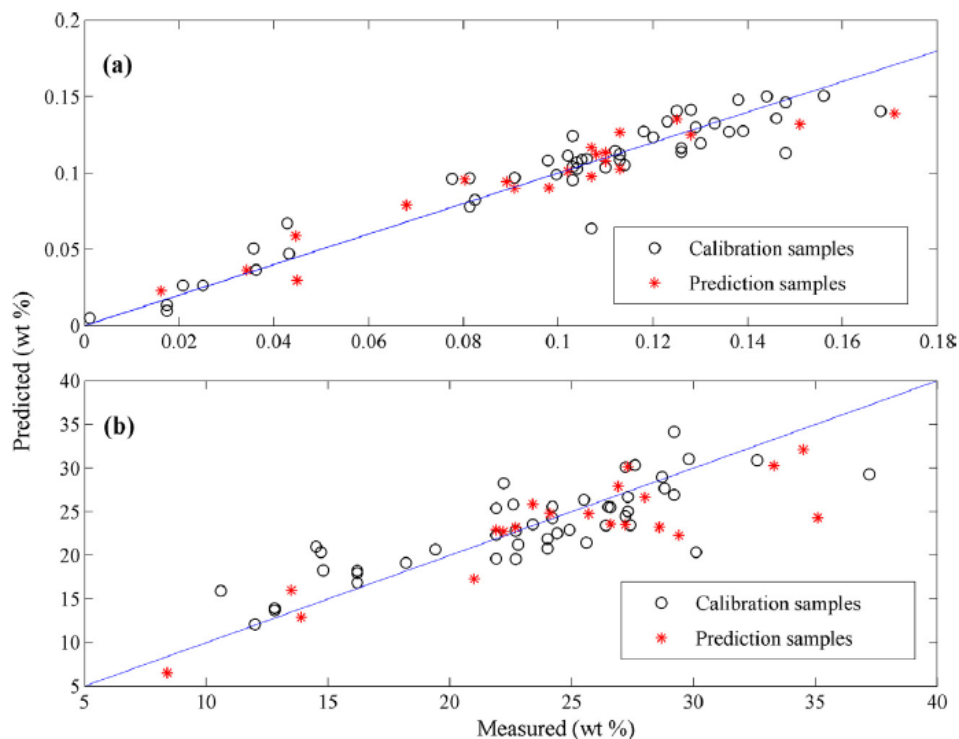 0.2
(a)
0.15
0.1
0.05
0
Calibration samples
Prediction samples
0 0.02 0.04 0.06 0.08 0.1 0.12 0.14 0.16 0.18
Predicted (wt %)
40
(b)
35
30
25
20
15
10
5
Calibration samples
Prediction samples
5 10 15 20 25 30 35 40
Measured (wt %)